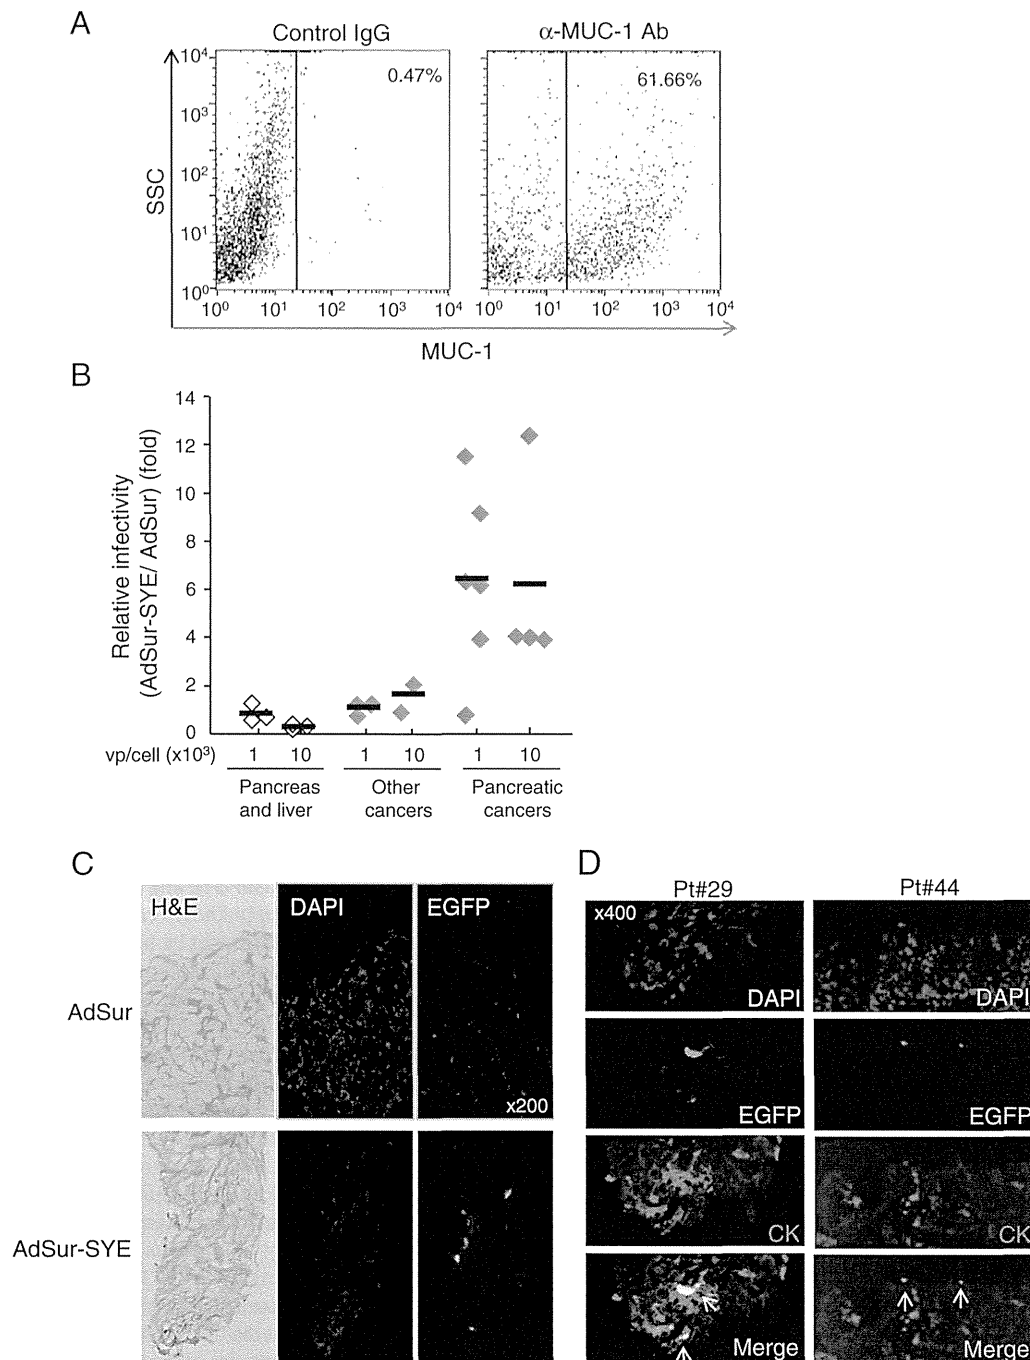 A
Control IgG
α-MUC-1 Ab
0.47%
61.66%
SSC
10⁴
10³
10²
10¹
10⁰
10⁰ 10¹ 10² 10³ 10⁴
10⁰ 10¹ 10² 10³ 10⁴
MUC-1
B
Relative infectivity
(AdSur-SYE/ AdSur) (fold)
14
12
10
8
6
4
2
0
vp/cell (x10³) 1 10 1 10 1 10
Pancreas
and liver
Other
cancers
Pancreatic
cancers
C
H&E DAPI EGFP
AdSur
x200
AdSur-SYE
D
Pt#29 Pt#44
x400
DAPI DAPI
EGFP EGFP
CK CK
Merge Merge